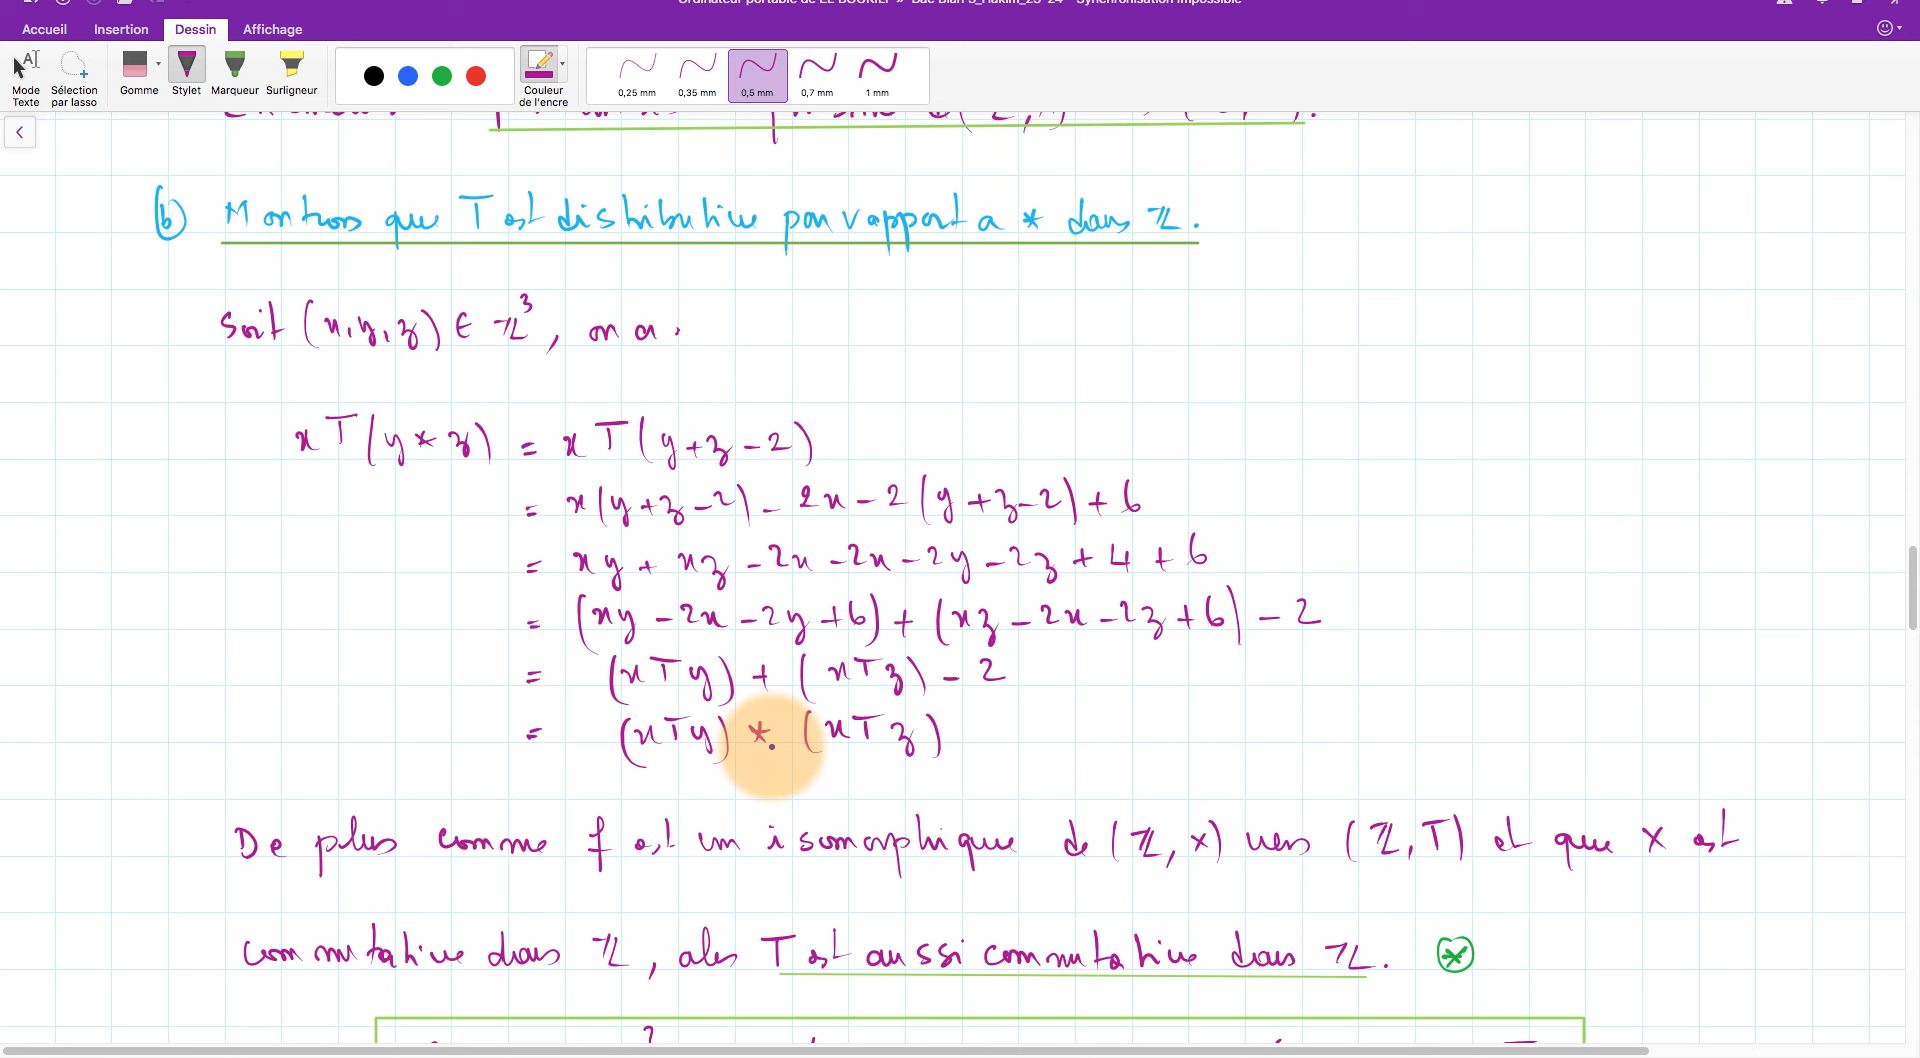 Accueil Insertion Dessin Affichage
Mode Texte
Sélection par lasso
Gomme
Stylet
Marqueur
Surligneur
Couleur de l'encre
0,25 mm
0,35 mm
0,5 mm
0,7 mm
1 mm
b) Montrons que T est distributive par rapport a * dans ℤ.
Soit (x, y, z) ∈ ℤ³, on a.
x T (y * z) = x T (y + z - 2)
= x(y + z - 2) - 2x - 2(y + z - 2) + 6
= xy + xz - 2x - 2x - 2y - 2z + 4 + 6
= (xy - 2x - 2y + 6) + (xz - 2x - 2z + 6) - 2
= (x T y) + (x T z) - 2
= (x T y) * (x T z)
De plus comme f est un isomorphique de (ℤ, ×) vers (ℤ, T) et que × est
commutative dans ℤ, alors T est aussi commutative dans ℤ. *